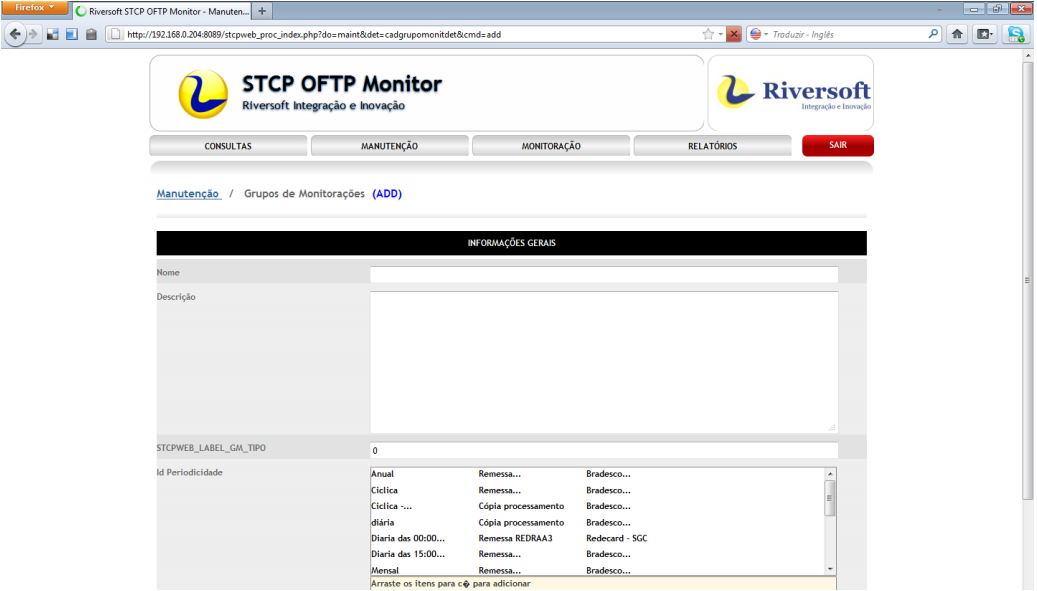 Firefox
Riversoft STCP OFTP Monitor - Manuten...
http://192.168.0.204:8089/stcpweb_proc_index.php?do=maint&det=cadgrupomonitdet&cmd=add
Traduzir - Inglês
STCP OFTP Monitor
Riversoft Integração e Inovação
Riversoft
Integração e Inovação
CONSULTAS MANUTENÇÃO MONITORAÇÃO RELATÓRIOS SAIR
Manutenção / Grupos de Monitorações (ADD)
INFORMAÇÕES GERAIS
Nome
Descrição
STCPWEB_LABEL_GM_TIPO 0
Id Periodicidade
Anual Remessa... Bradesco...
Ciclica Remessa... Bradesco...
Ciclica -... Cópia processamento Bradesco...
diária Cópia processamento Bradesco...
Diaria das 00:00... Remessa REDRAA3 Redecard - SGC
Diaria das 15:00... Remessa... Bradesco...
Mensal Remessa... Bradesco...
Arraste os itens para c� para adicionar